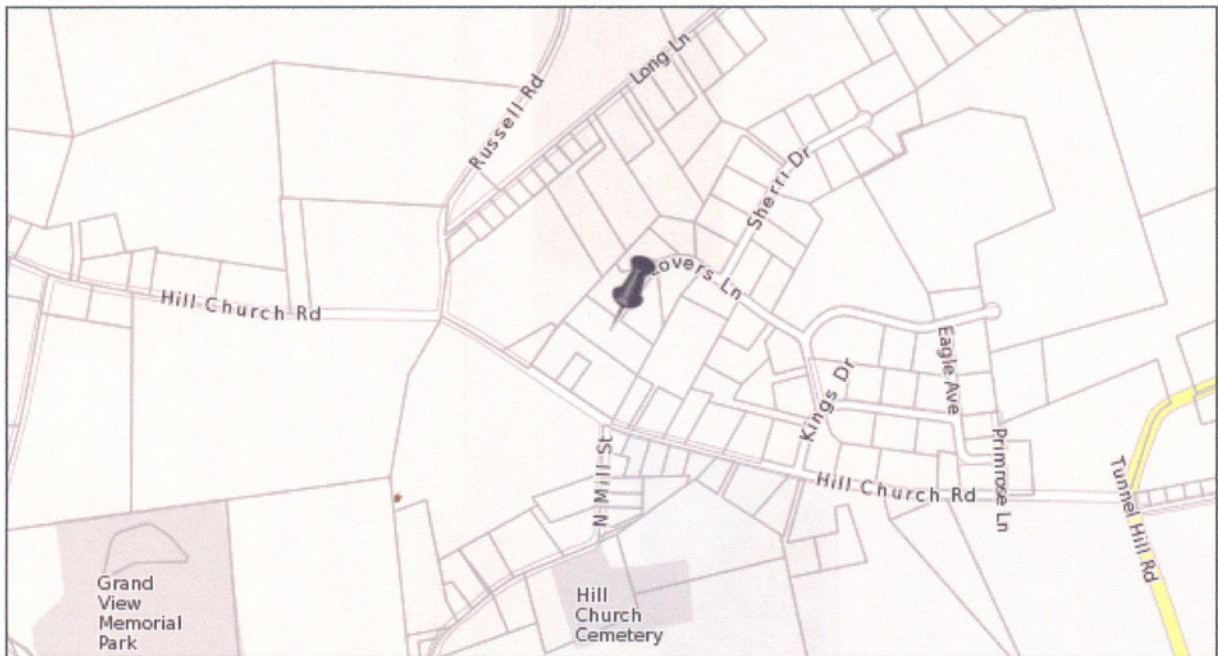 Long Ln
Russell Rd
Sherri Dr
Lovers Ln
Hill Church Rd
Eagle Ave
Kings Dr
Primrose Ln
N Mill St
Hill Church Rd
Tunnel Hill Rd
Grand
View
Memorial
Park
Hill
Church
Cemetery